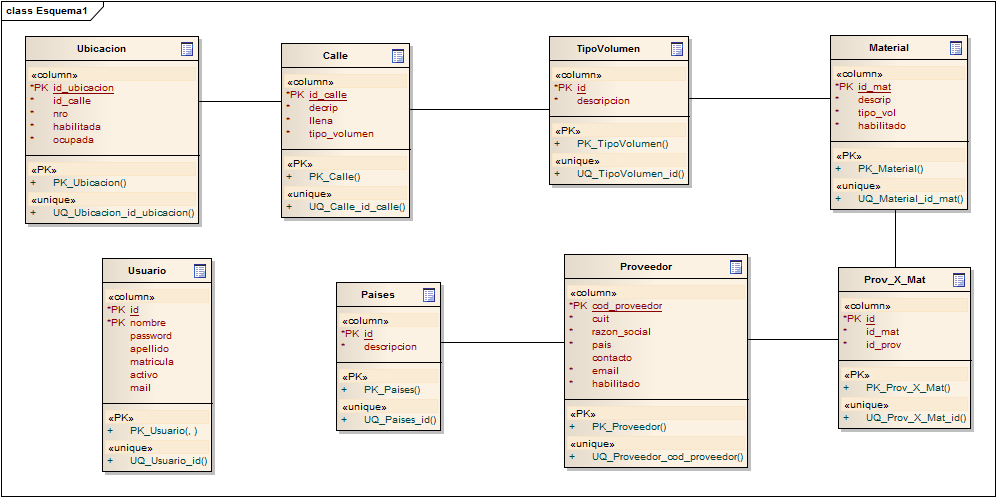 class Esquema1
Ubicacion
«column»
*PK id_ubicacion
* id_calle
* nro
* habilitada
* ocupada
«PK»
+ PK_Ubicacion()
«unique»
+ UQ_Ubicacion_id_ubicacion()
Calle
«column»
*PK id_calle
* decrip
* llena
* tipo_volumen
«PK»
+ PK_Calle()
«unique»
+ UQ_Calle_id_calle()
TipoVolumen
«column»
*PK id
* descripcion
«PK»
+ PK_TipoVolumen()
«unique»
+ UQ_TipoVolumen_id()
Material
«column»
*PK id_mat
* descrip
* tipo_vol
* habilitado
«PK»
+ PK_Material()
«unique»
+ UQ_Material_id_mat()
Usuario
«column»
*PK id
*PK nombre
password
apellido
matricula
activo
mail
«PK»
+ PK_Usuario(, )
«unique»
+ UQ_Usuario_id()
Paises
«column»
*PK id
* descripcion
«PK»
+ PK_Paises()
«unique»
+ UQ_Paises_id()
Proveedor
«column»
*PK cod_proveedor
* cuit
* razon_social
* pais
contacto
* email
* habilitado
«PK»
+ PK_Proveedor()
«unique»
+ UQ_Proveedor_cod_proveedor()
Prov_X_Mat
«column»
*PK id
* id_mat
* id_prov
«PK»
+ PK_Prov_X_Mat()
«unique»
+ UQ_Prov_X_Mat_id()